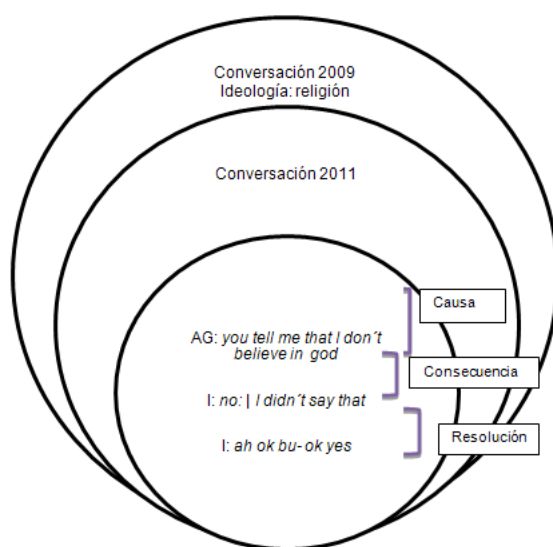 Conversación 2009
Ideología: religión
Conversación 2011
Causa
AG: you tell me that I don´t
believe in god
Consecuencia
I: no: | I didn´t say that
Resolución
I: ah ok bu- ok yes